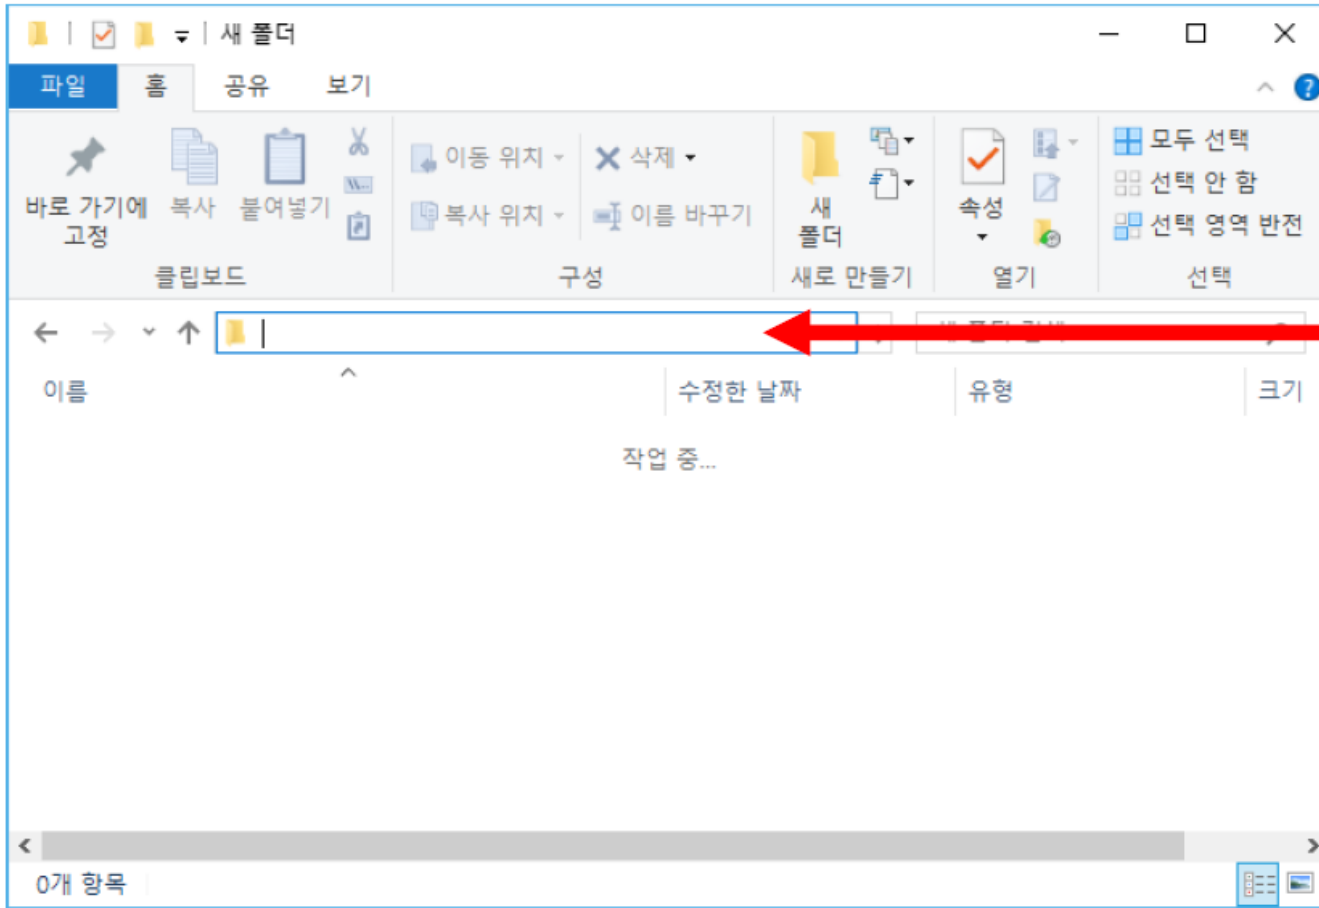 새 폴더
파일 홈 공유 보기
바로 가기에 고정
복사
붙여넣기
이동 위치
복사 위치
삭제
이름 바꾸기
새 폴더
속성
모두 선택
선택 안 함
선택 영역 반전
클립보드 구성 새로 만들기 열기 선택
이름 수정한 날짜 유형 크기
작업 중...
0개 항목